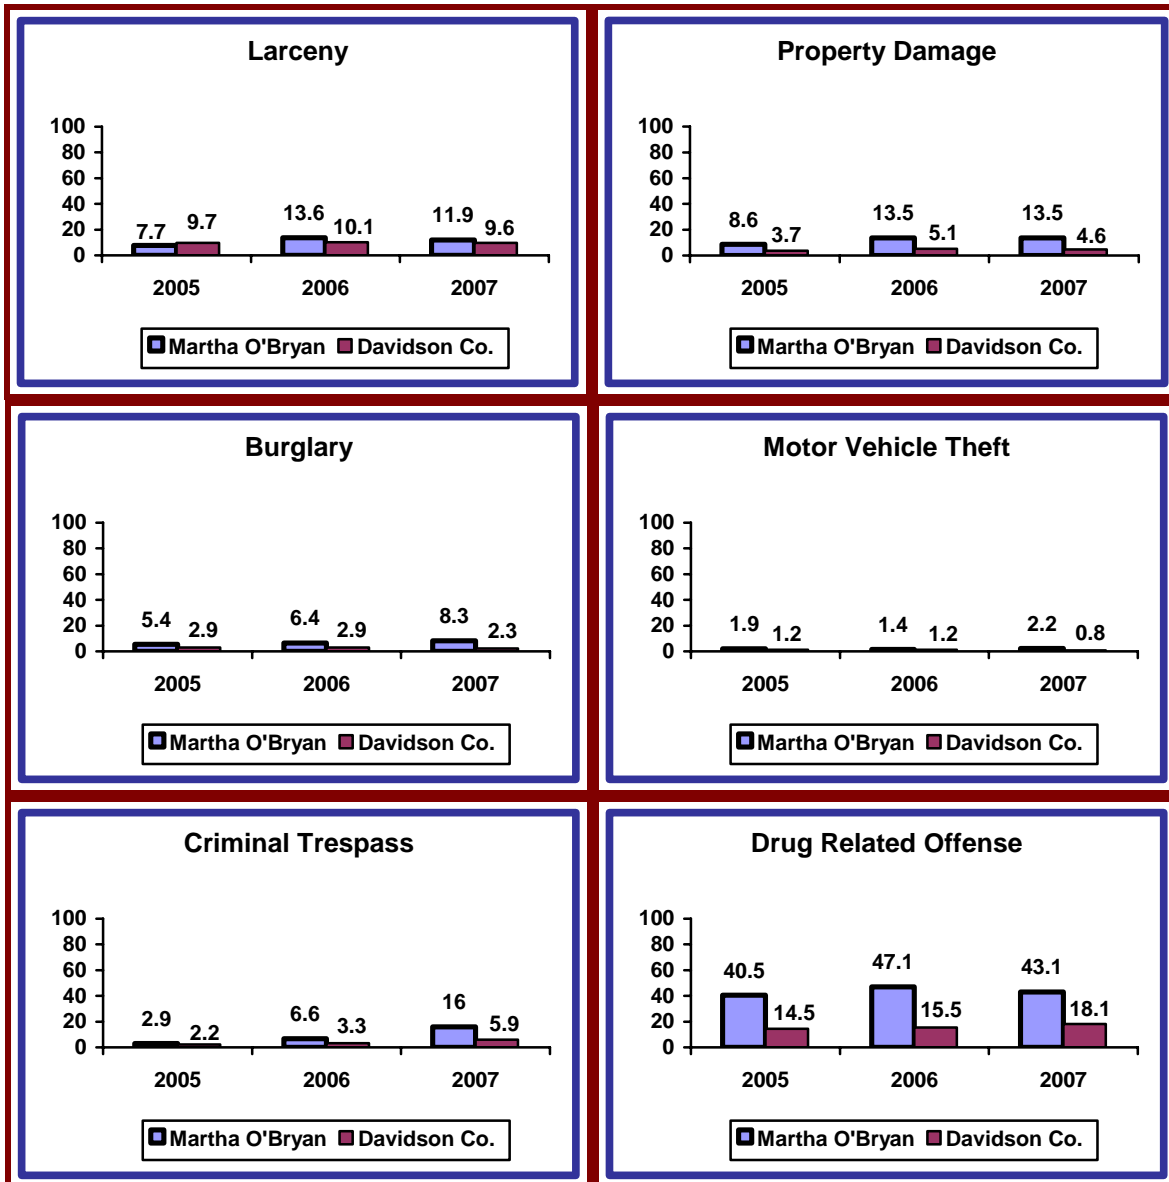 Larceny
100
80
60
40
20
0
7.7 9.7 13.6 10.1 11.9 9.6
2005 2006 2007
Martha O'Bryan Davidson Co.
Property Damage
100
80
60
40
20
0
8.6 3.7 13.5 5.1 13.5 4.6
2005 2006 2007
Martha O'Bryan Davidson Co.
Burglary
100
80
60
40
20
0
5.4 2.9 6.4 2.9 8.3 2.3
2005 2006 2007
Martha O'Bryan Davidson Co.
Motor Vehicle Theft
100
80
60
40
20
0
1.9 1.2 1.4 1.2 2.2 0.8
2005 2006 2007
Martha O'Bryan Davidson Co.
Criminal Trespass
100
80
60
40
20
0
2.9 2.2 6.6 3.3 16 5.9
2005 2006 2007
Martha O'Bryan Davidson Co.
Drug Related Offense
100
80
60
40
20
0
40.5 14.5 47.1 15.5 43.1 18.1
2005 2006 2007
Martha O'Bryan Davidson Co.